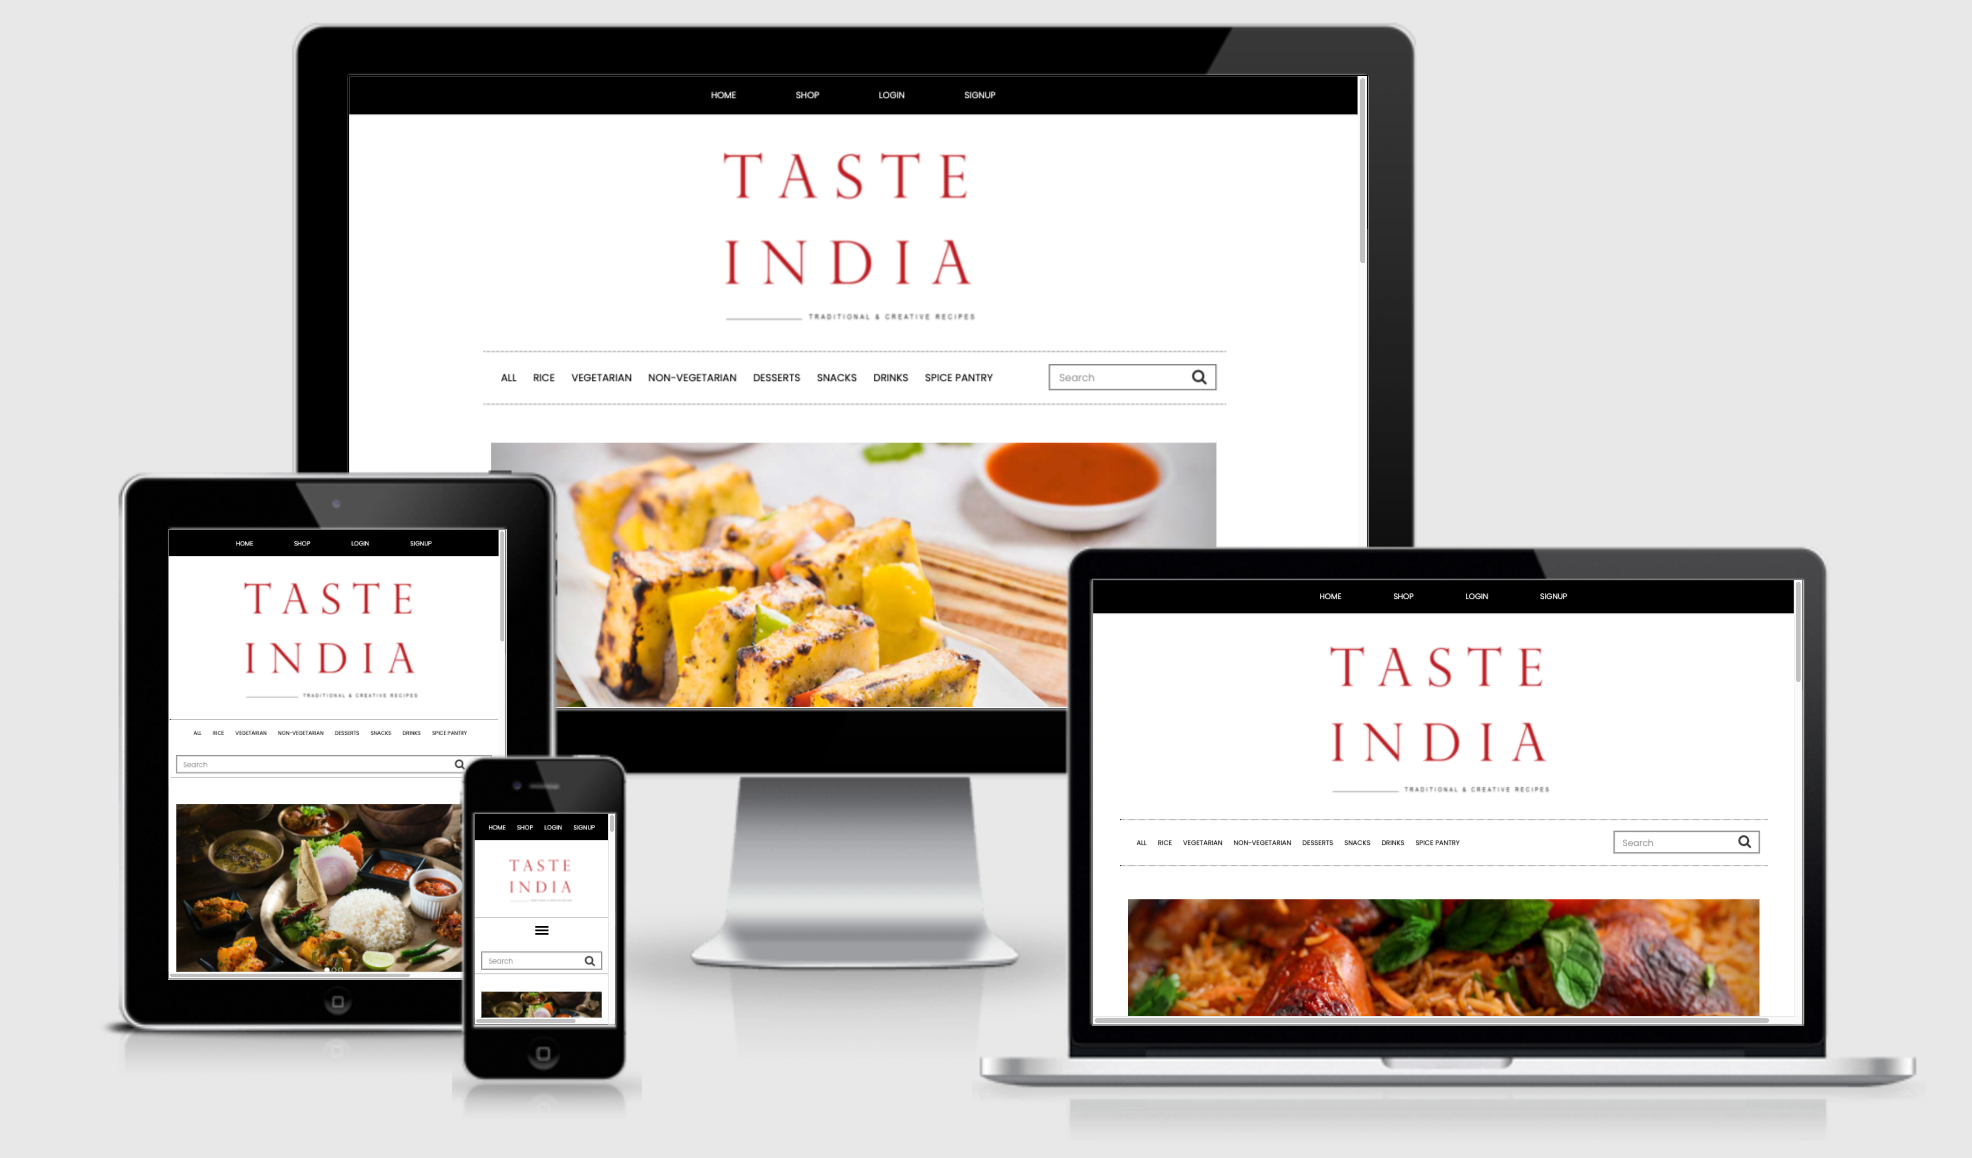 HOME SHOP LOGIN SIGNUP
TASTE
INDIA
TRADITIONAL & CREATIVE RECIPES
ALL RICE VEGETARIAN NON-VEGETARIAN DESSERTS SNACKS DRINKS SPICE PANTRY
Search
HOME SHOP LOGIN SIGNUP
TASTE
INDIA
TRADITIONAL & CREATIVE RECIPES
ALL RICE VEGETARIAN NON-VEGETARIAN DESSERTS SNACKS DRINKS SPICE PANTRY
Search
HOME SHOP LOGIN SIGNUP
TASTE
INDIA
Search
HOME SHOP LOGIN SIGNUP
TASTE
INDIA
TRADITIONAL & CREATIVE RECIPES
ALL RICE VEGETARIAN NON-VEGETARIAN DESSERTS SNACKS DRINKS SPICE PANTRY
Search